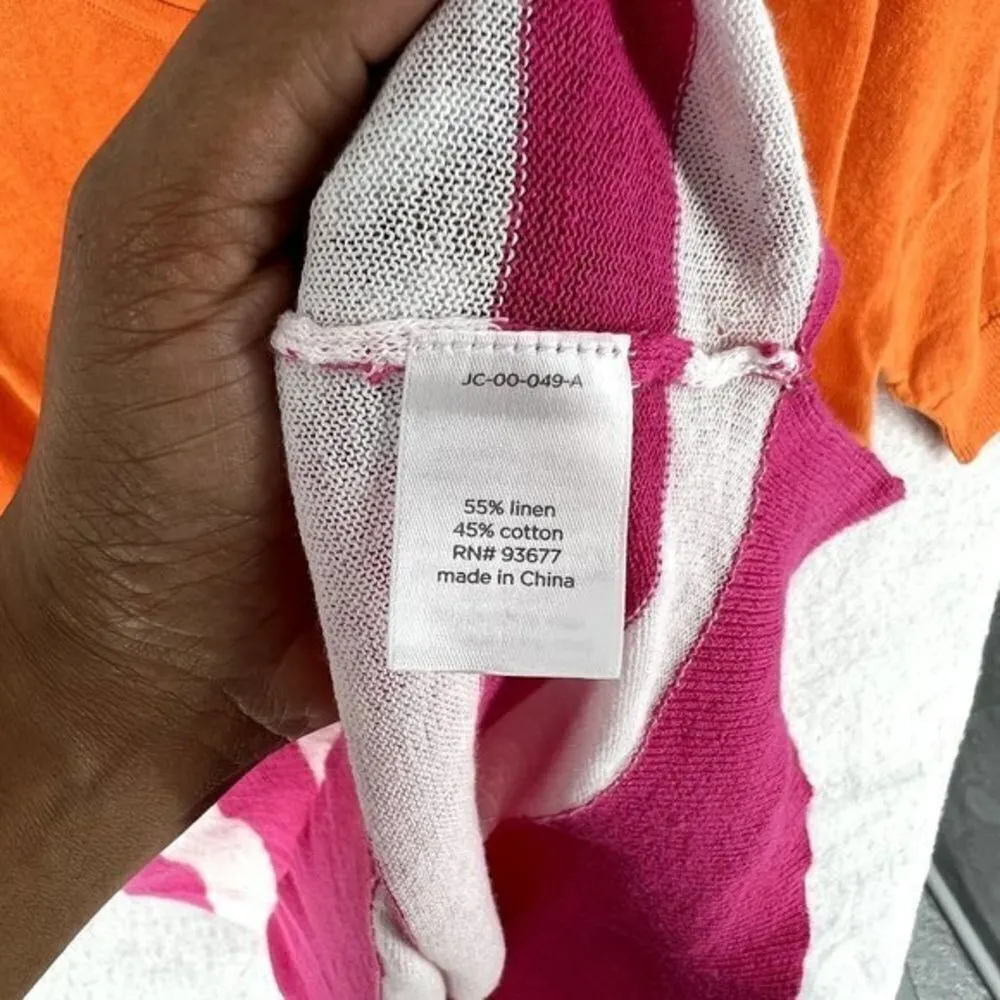 JC-00-049-A
55% linen
45% cotton
RN# 93677
made in China